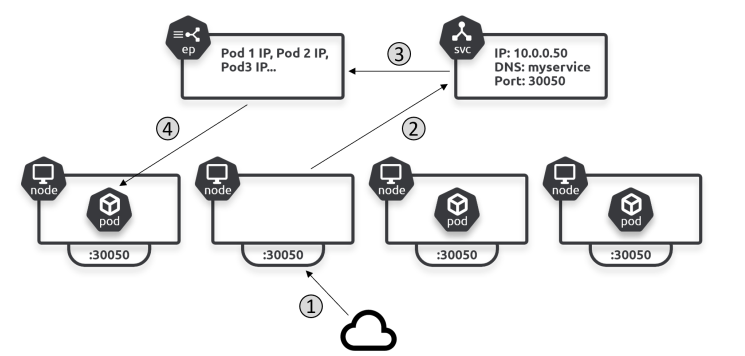 ep
Pod 1 IP, Pod 2 IP,
Pod3 IP...
3
svc
IP: 10.0.0.50
DNS: myservice
Port: 30050
4
2
node
pod
:30050
node
:30050
node
pod
:30050
node
pod
:30050
1